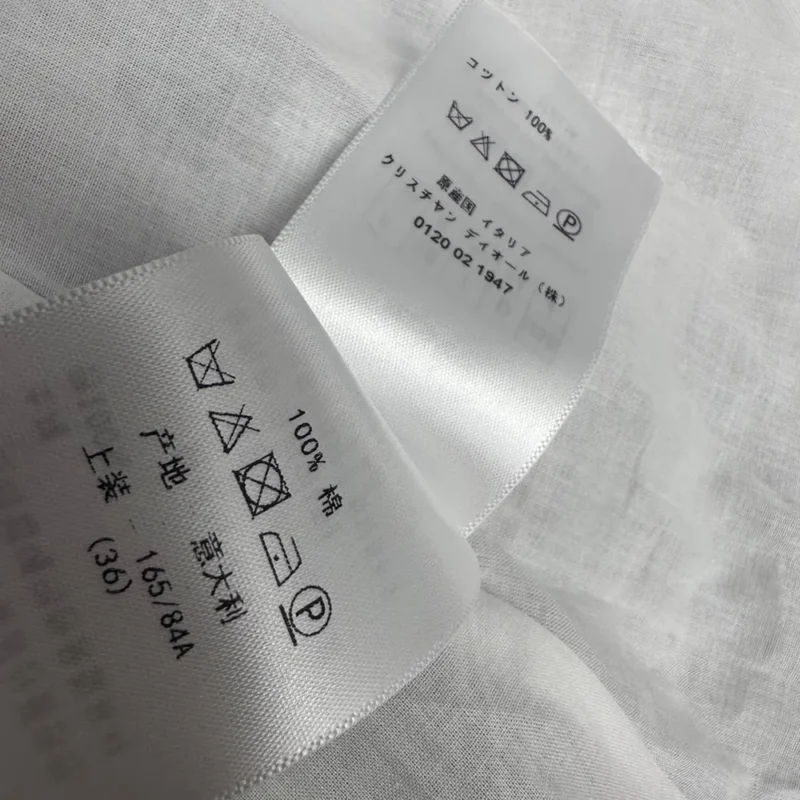 コットン 100%
P
原産国 イタリア
クリスチャン ディオール (株)
0120 02 1947
100% 棉
P
产地 意大利
上装 - 165/84A
(36)